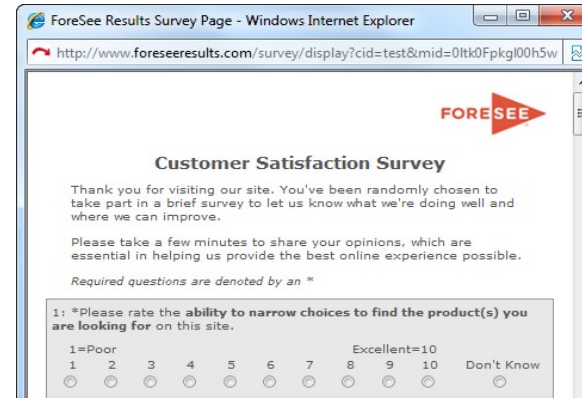 ForeSee Results Survey Page - Windows Internet Explorer
http://www.foreseeresults.com/survey/display?cid=test&mid=0ltk0Fpkgl00h5w
FORESEE
Customer Satisfaction Survey
Thank you for visiting our site. You've been randomly chosen to
take part in a brief survey to let us know what we're doing well and
where we can improve.
Please take a few minutes to share your opinions, which are
essential in helping us provide the best online experience possible.
Required questions are denoted by an *
1: *Please rate the ability to narrow choices to find the product(s) you
are looking for on this site.
1=Poor Excellent=10
1 2 3 4 5 6 7 8 9 10 Don't Know